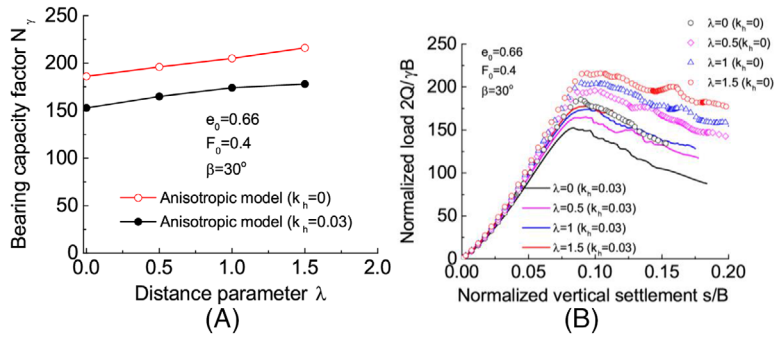 Bearing capacity factor Nγ
250
200
150
100
50
0
0.0
0.5
1.0
1.5
2.0
e0=0.66
F0=0.4
β=30°
Anisotropic model (kh=0)
Anisotropic model (kh=0.03)
Distance parameter λ
(A)
Normalized load 2Q/γB
250
200
150
100
50
0
0.00
0.05
0.10
0.15
0.20
e0=0.66
F0=0.4
β=30°
λ=0 (kh=0)
λ=0.5(kh=0)
λ=1 (kh=0)
λ=1.5 (kh=0)
λ=0 (kh=0.03)
λ=0.5 (kh=0.03)
λ=1 (kh=0.03)
λ=1.5 (kh=0.03)
Normalized vertical settlement s/B
(B)